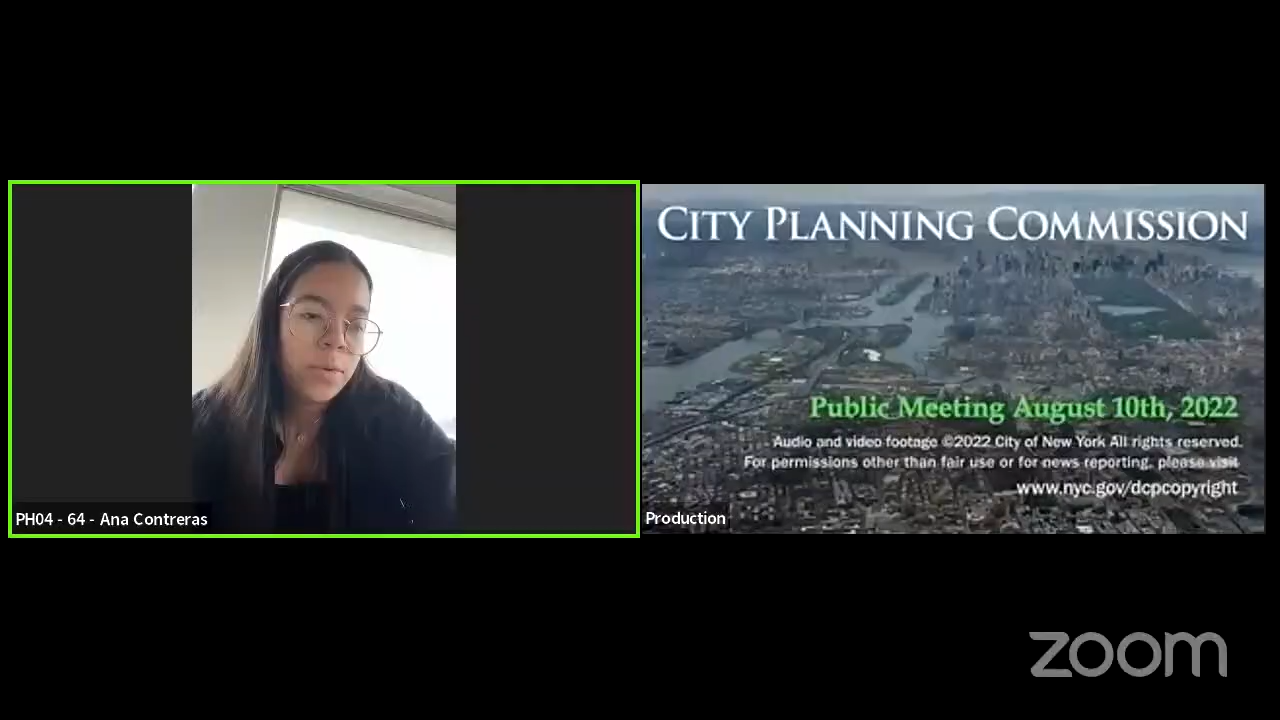 PH04 - 64 - Ana Contreras
CITY PLANNING COMMISSION
Public Meeting August 10th, 2022
Audio and video footage ©2022 City of New York All rights reserved.
For permissions other than fair use or for news reporting, please visit
www.nyc.gov/dcpcopyright
Production
zoom